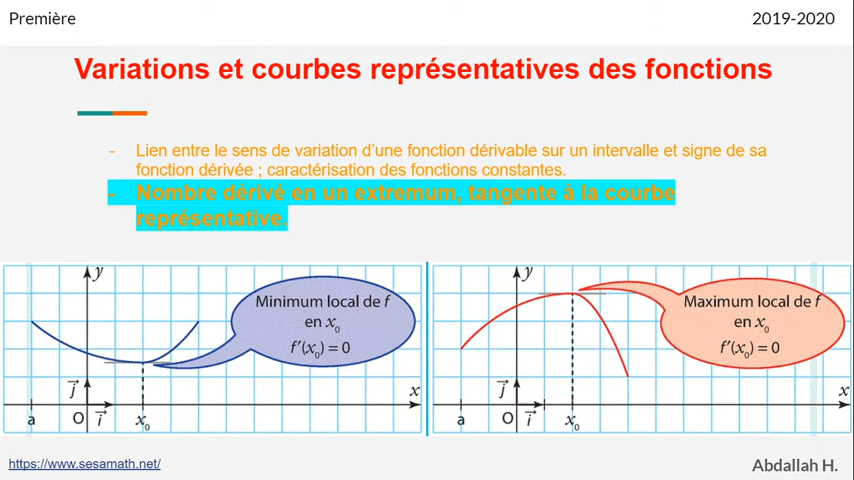 Première
2019-2020
Variations et courbes représentatives des fonctions
- Lien entre le sens de variation d'une fonction dérivable sur un intervalle et signe de sa
fonction dérivée ; caractérisation des fonctions constantes.
- Nombre dérivé en un extremum, tangente à la courbe
représentative.
y
Minimum local de f
en x₀
f'(x₀) = 0
j
x
a
O
i
x₀
y
Maximum local de f
en x₀
f'(x₀) = 0
j
x
a
O
i
x₀
https://www.sesamath.net/
Abdallah H.